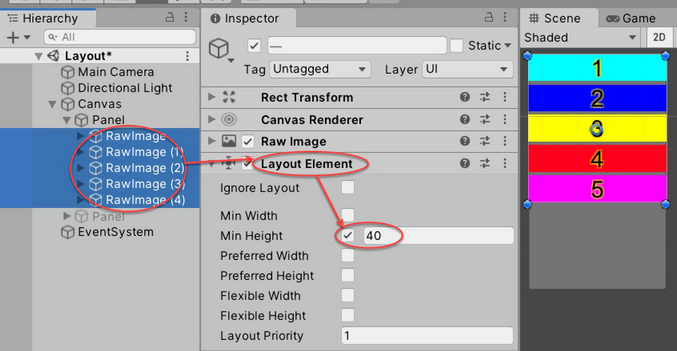 Hierarchy
All
Layout*
Main Camera
Directional Light
Canvas
Panel
RawImage
RawImage (1)
RawImage (2)
RawImage (3)
RawImage (4)
Panel
EventSystem
Inspector
—
Static
Tag Untagged Layer UI
Rect Transform
Canvas Renderer
Raw Image
Layout Element
Ignore Layout
Min Width
Min Height 40
Preferred Width
Preferred Height
Flexible Width
Flexible Height
Layout Priority 1
Scene Game
Shaded 2D
1
2
3
4
5